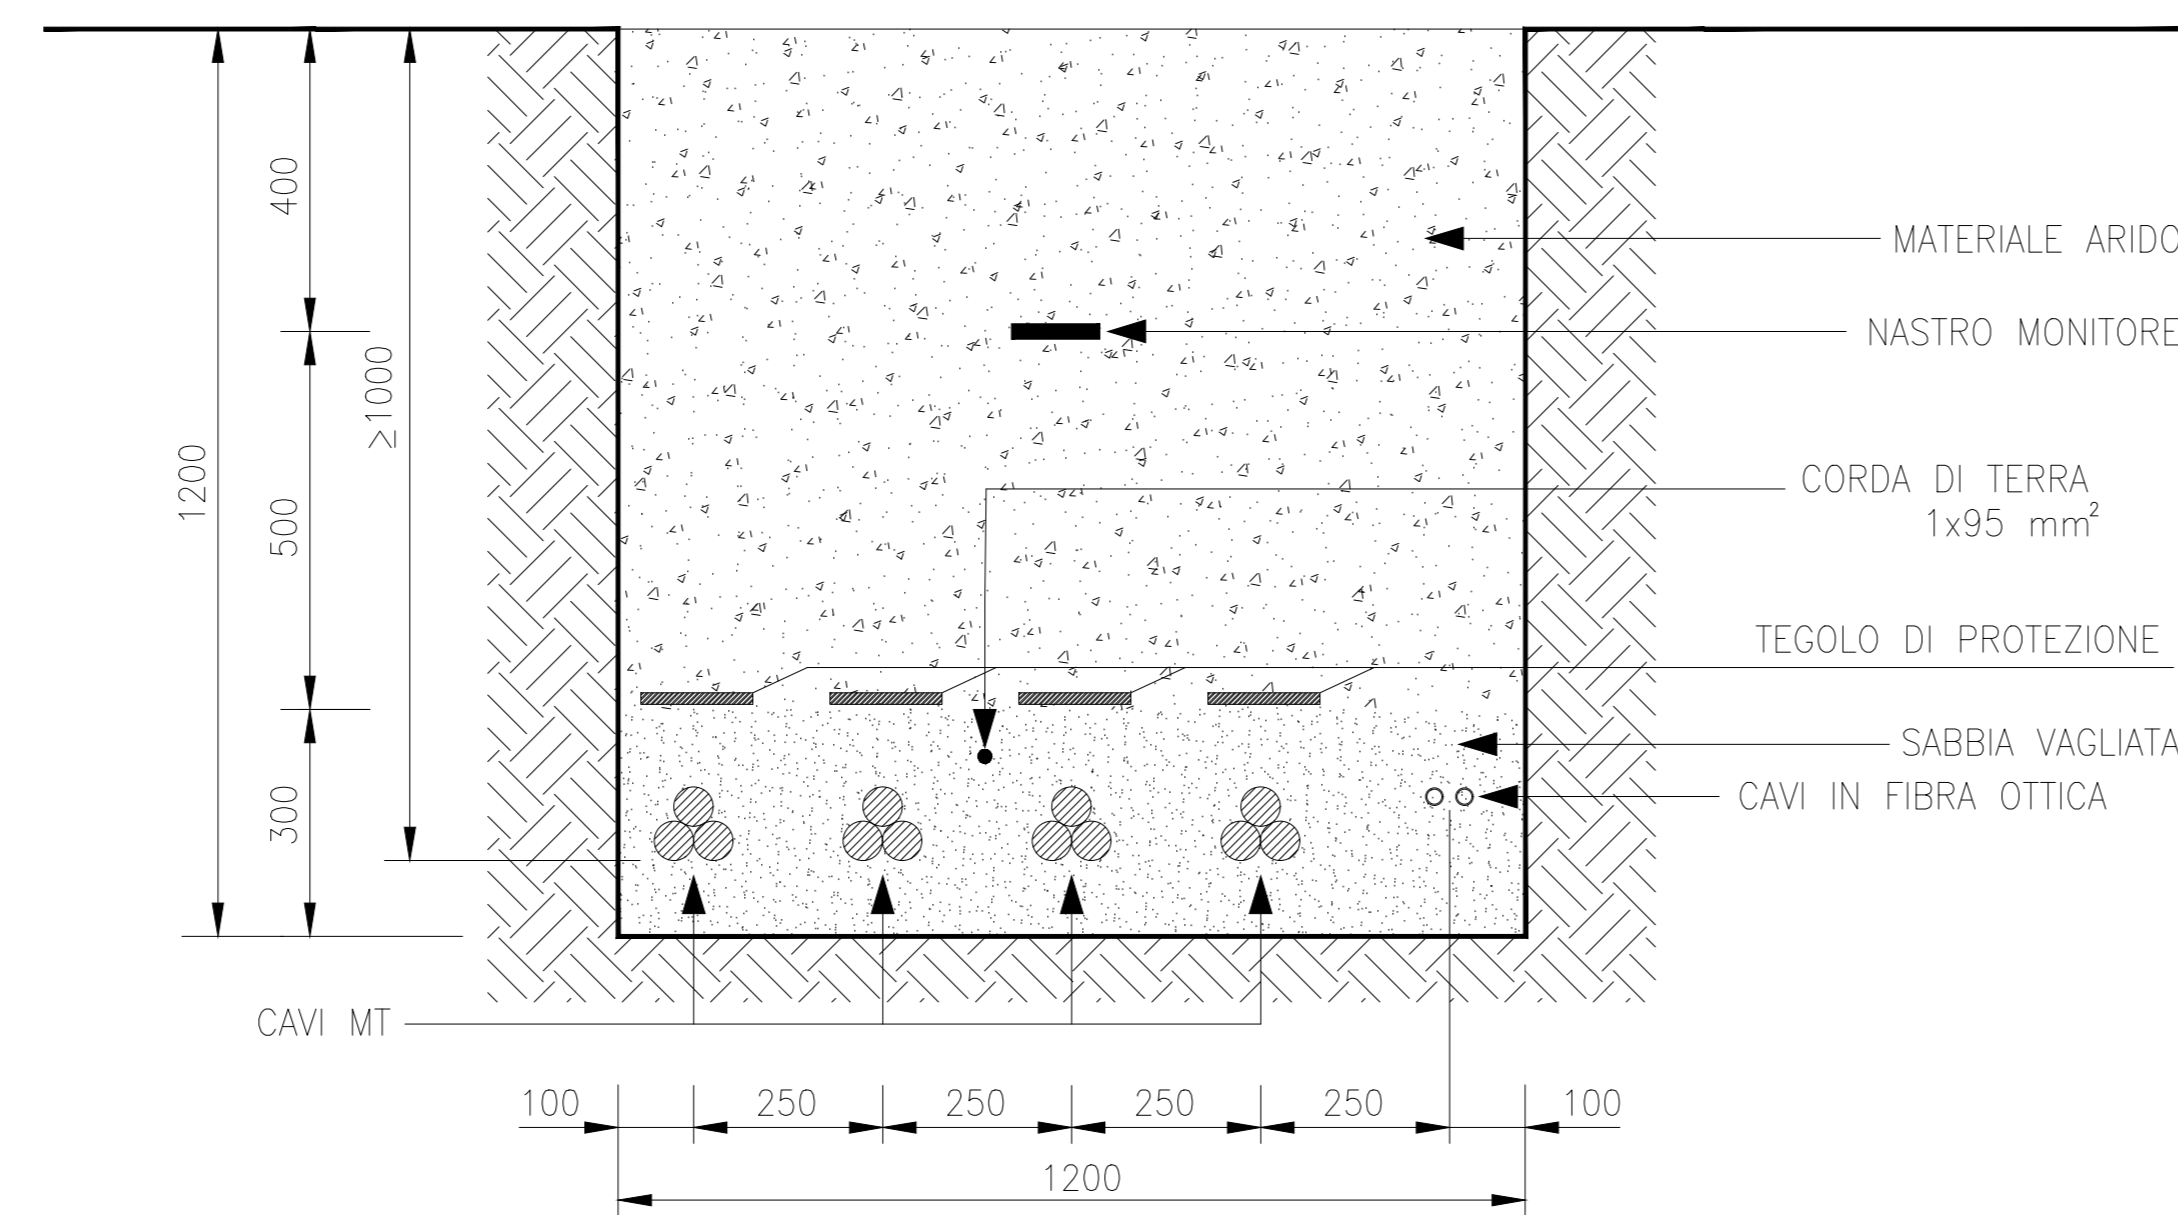 400
MATERIALE ARIDO
NASTRO MONITORE
≥1000
1200
500
CORDA DI TERRA
1x95 mm²
TEGOLO DI PROTEZIONE
SABBIA VAGLIATA
CAVI IN FIBRA OTTICA
300
CAVI MT
100 250 250 250 250 100
1200